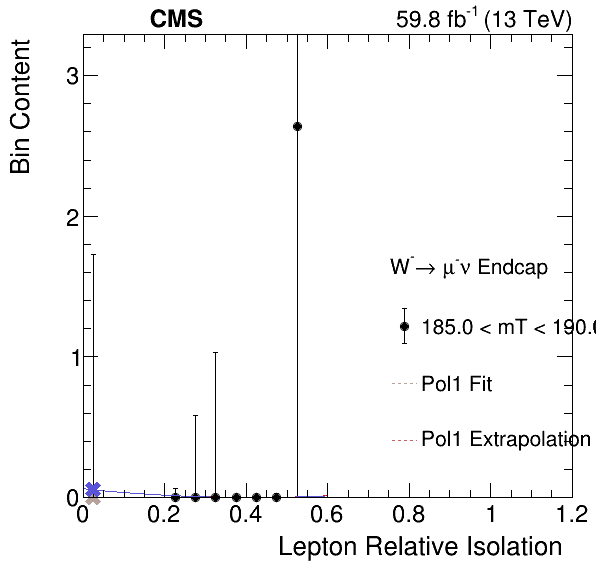 CMS 59.8 fb⁻¹ (13 TeV)
Bin Content
3
2
1
0
W⁻→ μ⁻ν Endcap
185.0 < mT < 190.0
Pol1 Fit
Pol1 Extrapolation
0 0.2 0.4 0.6 0.8 1 1.2
Lepton Relative Isolation